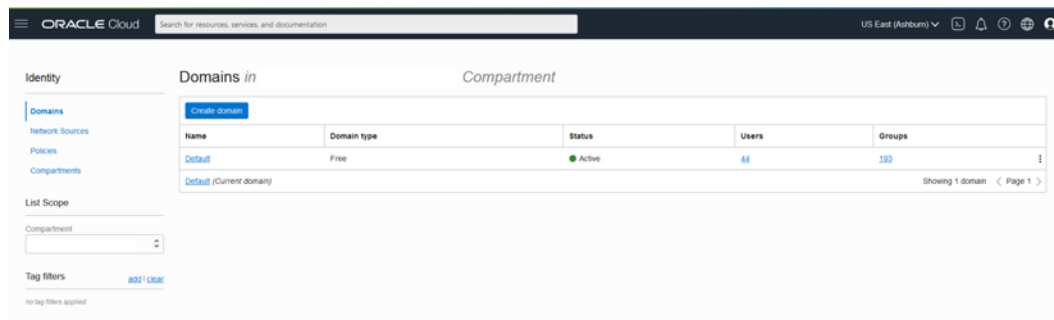 ORACLE Cloud
Search for resources, services, and documentation
US East (Ashburn)
Identity
Domains
Network Sources
Policies
Compartments
List Scope
Compartment
Tag filters
add | clear
no tag filters applied
Domains in Compartment
Create domain
Name Domain type Status Users Groups
Default Free Active 44 193
Default (Current domain)
Showing 1 domain < Page 1 >